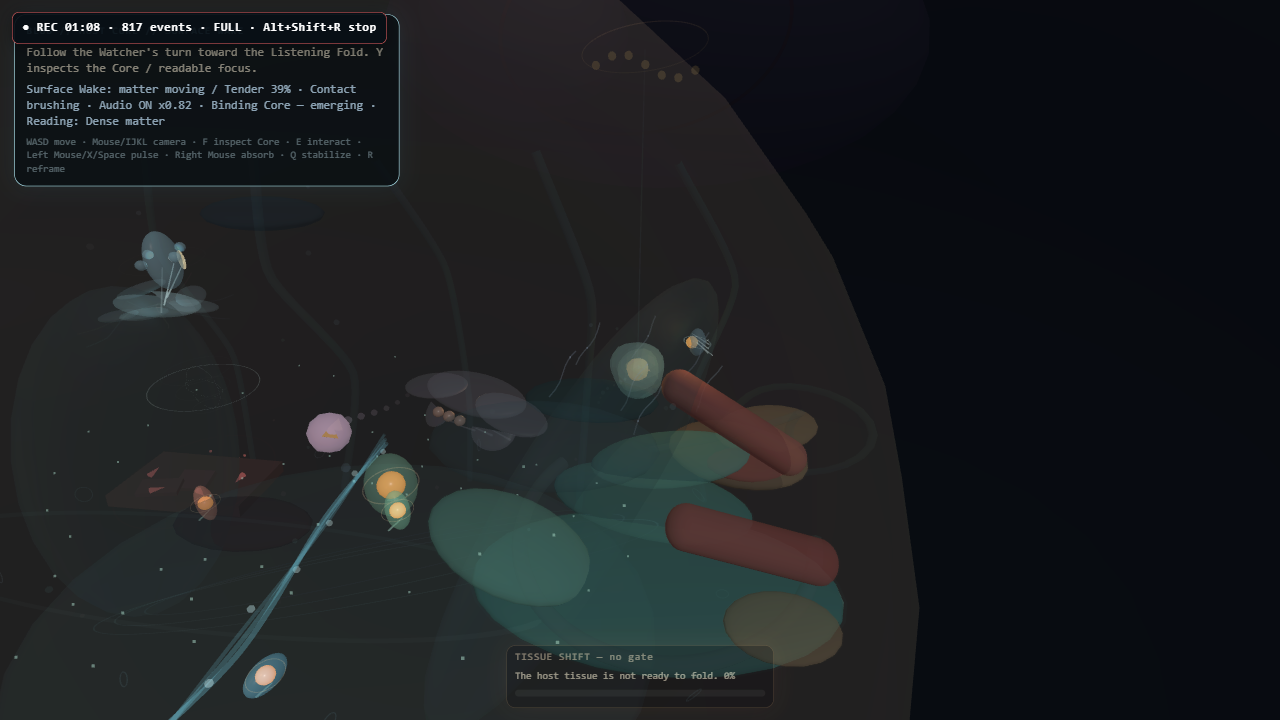 ● REC 01:08 · 817 events · FULL · Alt+Shift+R stop
Follow the Watcher's turn toward the Listening Fold. Y
inspects the Core / readable focus.
Surface Wake: matter moving / Tender 39% · Contact
brushing · Audio ON x0.82 · Binding Core — emerging ·
Reading: Dense matter
WASD move · Mouse/IJKL camera · F inspect Core · E interact ·
Left Mouse/X/Space pulse · Right Mouse absorb · Q stabilize · R
reframe
TISSUE SHIFT — no gate
The host tissue is not ready to fold. 0%